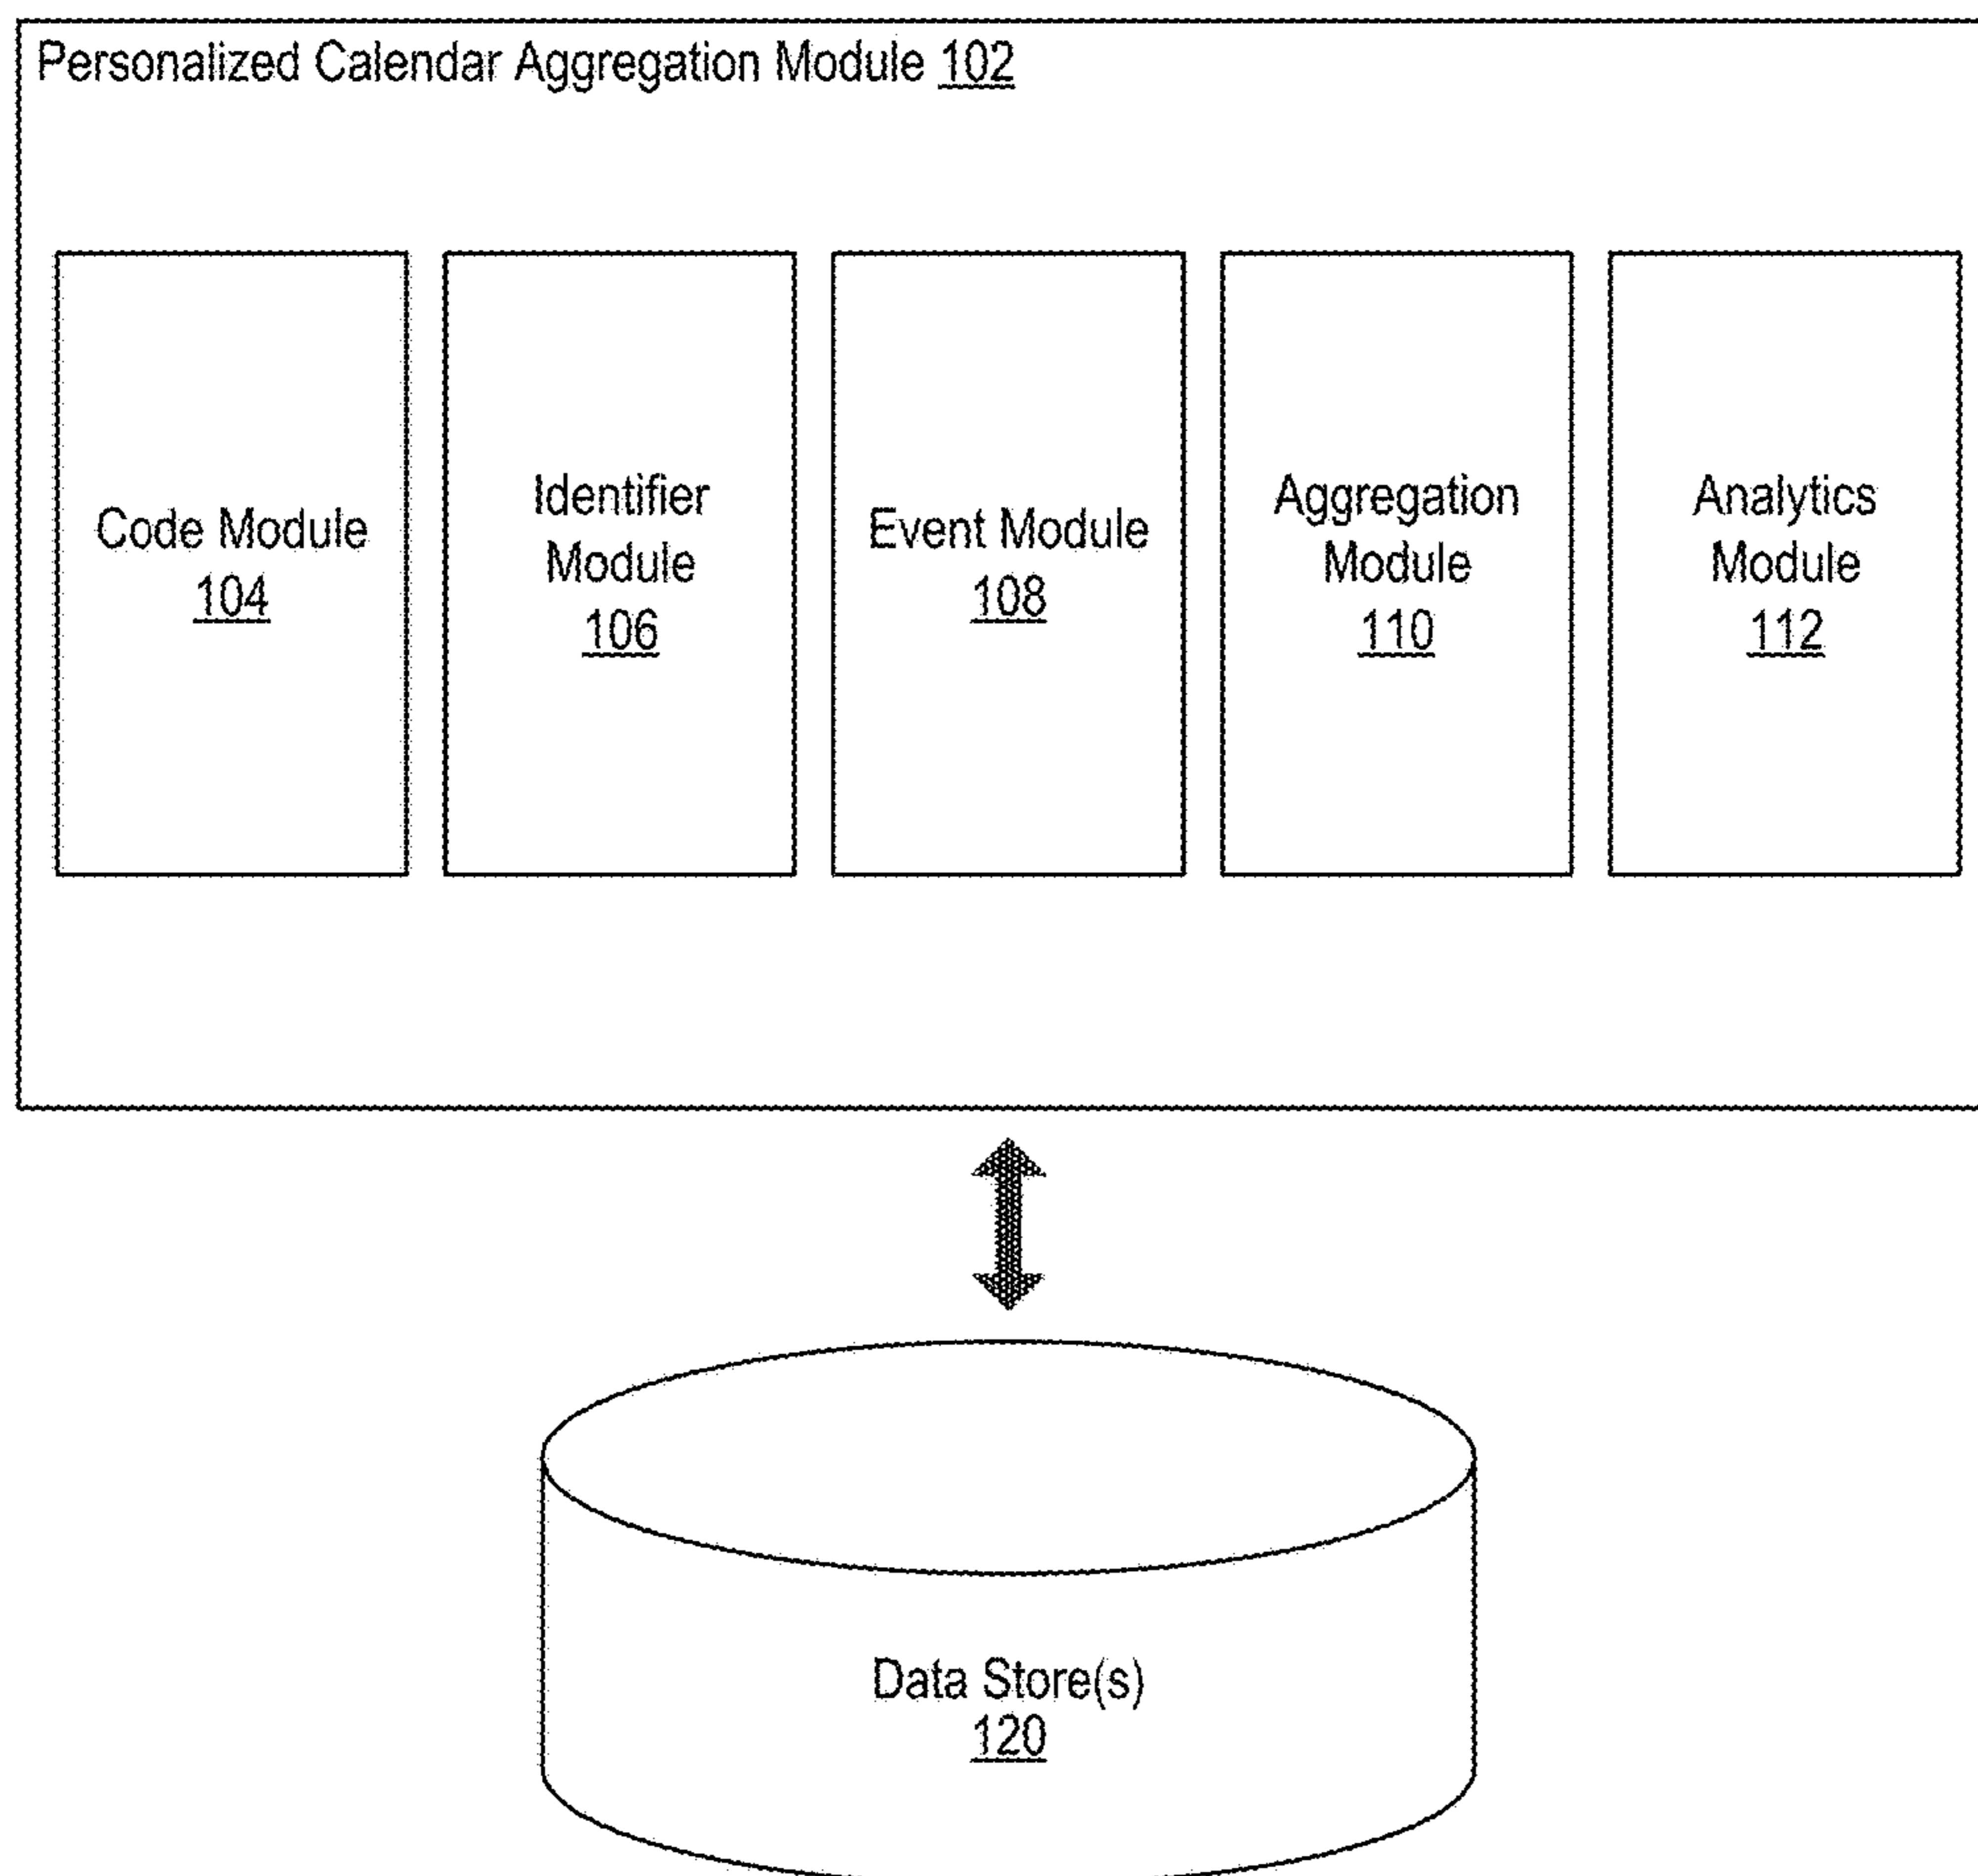 Personalized Calendar Aggregation Module 102
Code Module
104
Identifier
Module
106
Event Module
108
Aggregation
Module
110
Analytics
Module
112
Data Store(s)
120